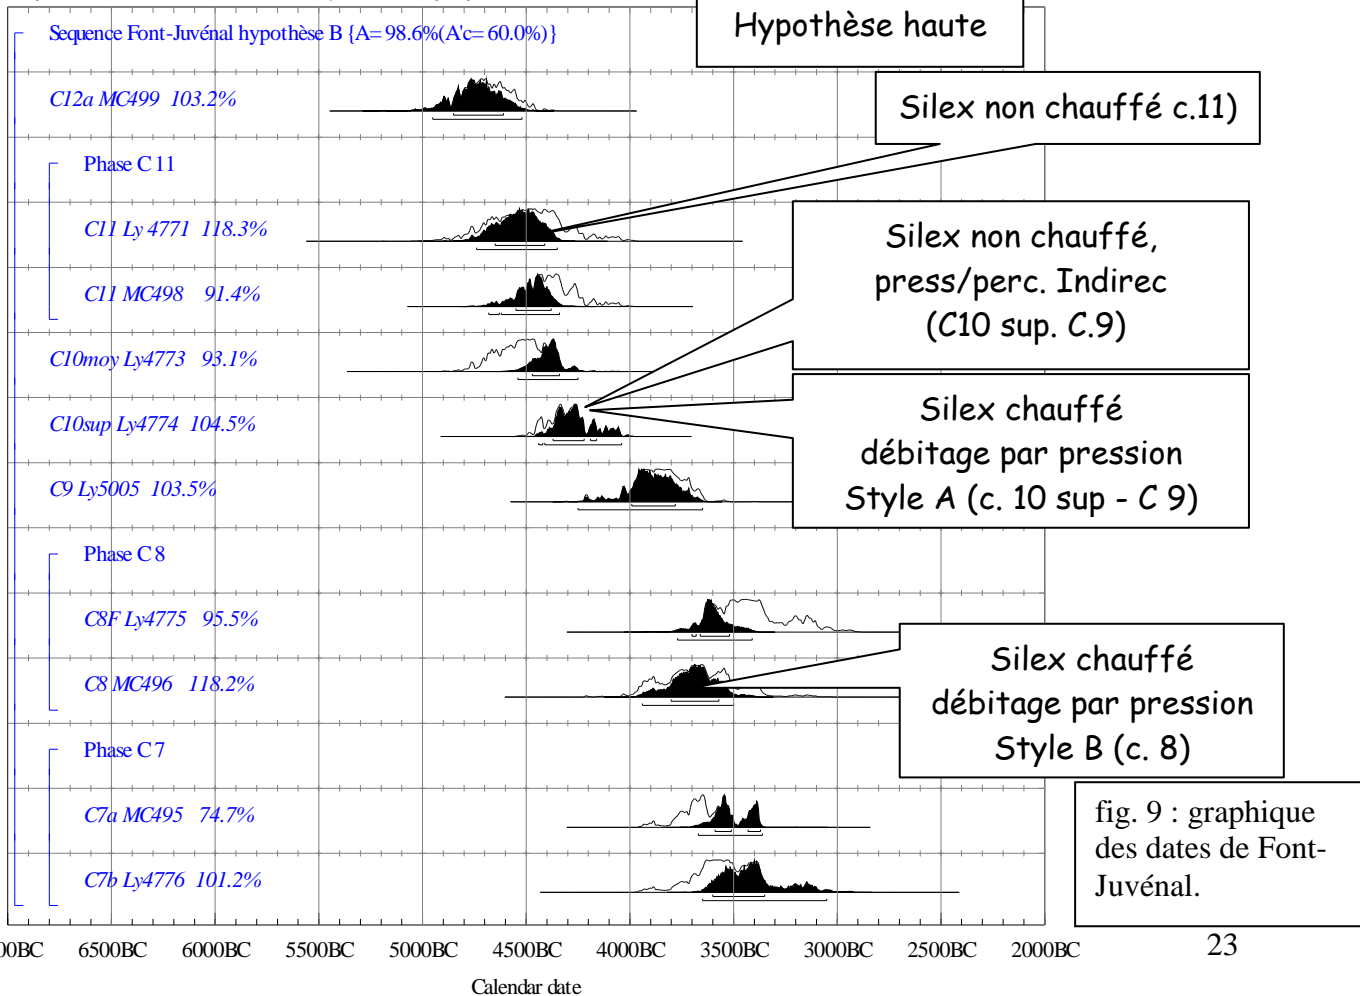 Hypothèse haute
Sequence Font-Juvénal hypothèse B {A= 98.6%(A'c= 60.0%)}
C12a MC499 103.2%
Silex non chauffé c.11)
Phase C 11
C11 Ly 4771 118.3%
C11 MC498 91.4%
Silex non chauffé,
press/perc. Indirec
(C10 sup. C.9)
C10moy Ly4773 93.1%
C10sup Ly4774 104.5%
C9 Ly5005 103.5%
Silex chauffé
débitage par pression
Style A (c. 10 sup - C 9)
Phase C 8
C8F Ly4775 95.5%
C8 MC496 118.2%
Silex chauffé
débitage par pression
Style B (c. 8)
Phase C 7
C7a MC495 74.7%
C7b Ly4776 101.2%
fig. 9 : graphique
des dates de Font-
Juvénal.
00BC 6500BC 6000BC 5500BC 5000BC 4500BC 4000BC 3500BC 3000BC 2500BC 2000BC
23
Calendar date